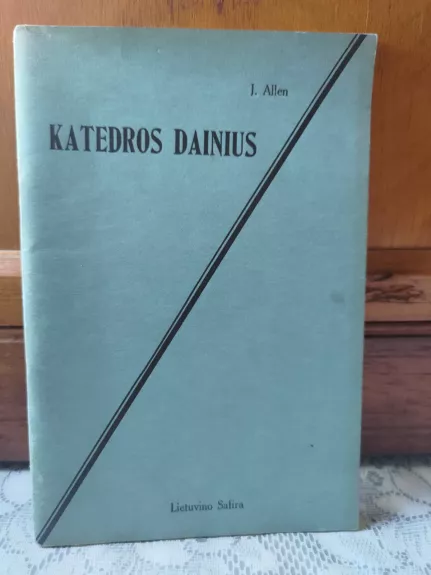 J. Allen
KATEDROS DAINIUS
Lietuvino Safira